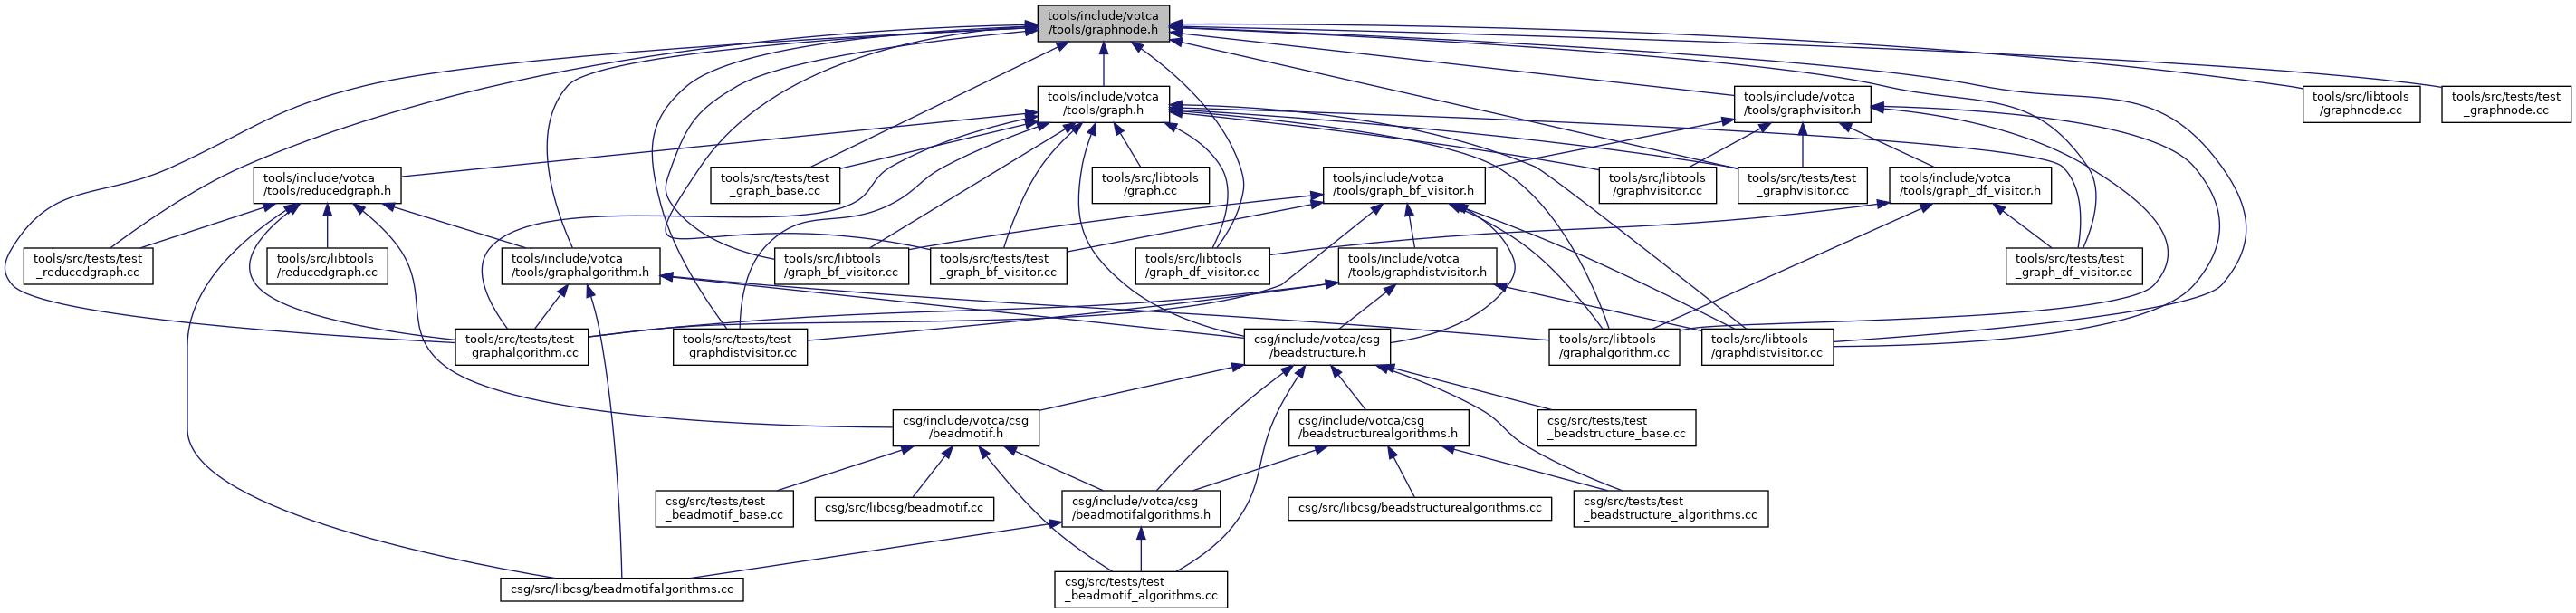 tools/include/votca
/tools/graphnode.h
tools/include/votca
/tools/graph.h
tools/include/votca
/tools/graphvisitor.h
tools/src/libtools
/graphnode.cc
tools/src/tests/test
_graphnode.cc
tools/include/votca
/tools/reducedgraph.h
tools/src/tests/test
_graph_base.cc
tools/src/libtools
/graph.cc
tools/include/votca
/tools/graph_bf_visitor.h
tools/src/libtools
/graphvisitor.cc
tools/src/tests/test
_graphvisitor.cc
tools/include/votca
/tools/graph_df_visitor.h
tools/src/tests/test
_reducedgraph.cc
tools/src/libtools
/reducedgraph.cc
tools/include/votca
/tools/graphalgorithm.h
tools/src/libtools
/graph_bf_visitor.cc
tools/src/tests/test
_graph_bf_visitor.cc
tools/src/libtools
/graph_df_visitor.cc
tools/include/votca
/tools/graphdistvisitor.h
tools/src/tests/test
_graph_df_visitor.cc
tools/src/tests/test
_graphalgorithm.cc
tools/src/tests/test
_graphdistvisitor.cc
csg/include/votca/csg
/beadstructure.h
tools/src/libtools
/graphalgorithm.cc
tools/src/libtools
/graphdistvisitor.cc
csg/include/votca/csg
/beadmotif.h
csg/include/votca/csg
/beadstructurealgorithms.h
csg/src/tests/test
_beadstructure_base.cc
csg/src/tests/test
_beadmotif_base.cc
csg/src/libcsg/beadmotif.cc
csg/include/votca/csg
/beadmotifalgorithms.h
csg/src/libcsg/beadstructurealgorithms.cc
csg/src/tests/test
_beadstructure_algorithms.cc
csg/src/libcsg/beadmotifalgorithms.cc
csg/src/tests/test
_beadmotif_algorithms.cc